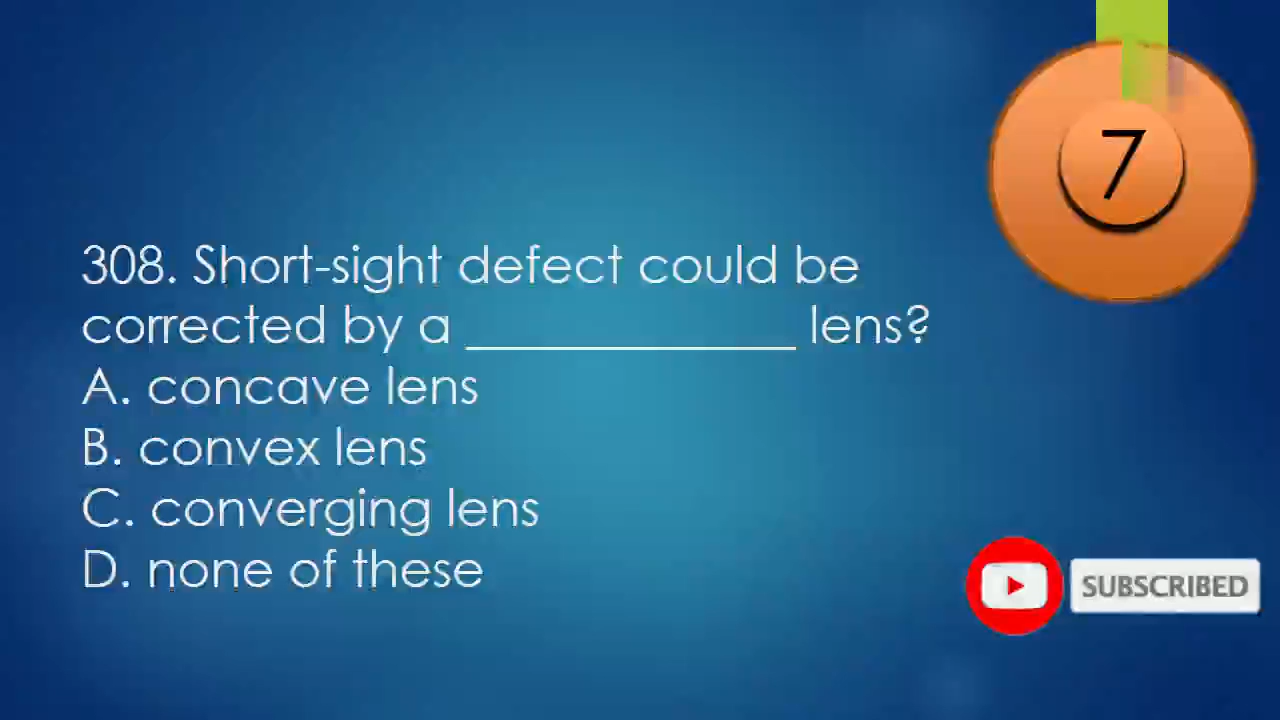 7
308. Short-sight defect could be
corrected by a _____________ lens?
A. concave lens
B. convex lens
C. converging lens
D. none of these
SUBSCRIBED